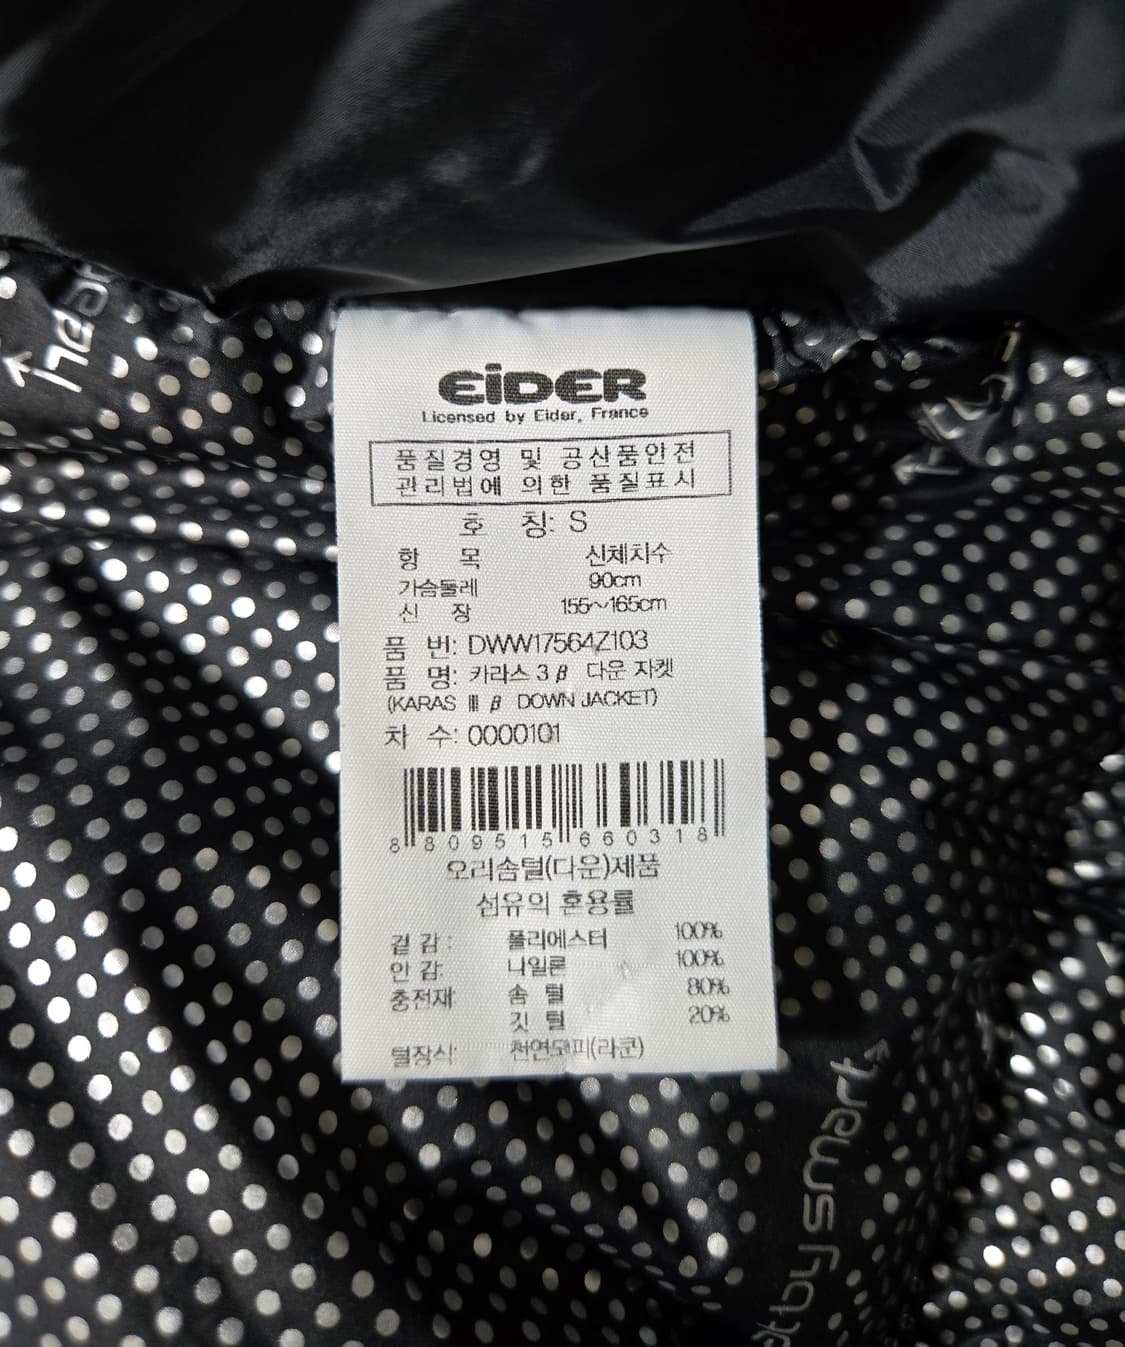 EiDER
Licensed by Eider, France
품질경영 및 공산품안전
관리법에 의한 품질표시
호 칭: S
항 목 신체치수
가슴둘레 90cm
신 장 155~165cm
품 번: DWW17564Z103
품 명: 카라스 3 β 다운 자켓
(KARAS Ⅲ β DOWN JACKET)
차 수: 0000101
8 809515 660318
오리솜털(다운)제품
섬유의 혼용률
겉 감: 폴리에스터 100%
안 감: 나일론 100%
충전재: 솜 털 80%
깃 털 20%
털장식: 천연모피(라쿤)
by smart